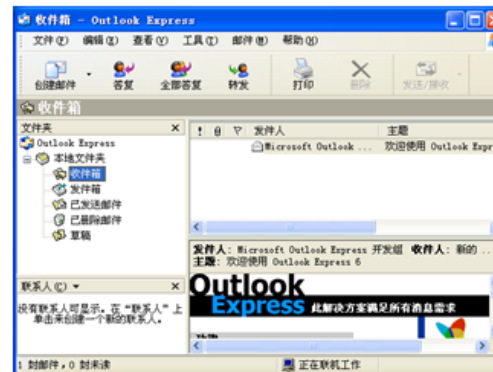 收件箱 - Outlook Express
文件(F) 编辑(E) 查看(V) 工具(T) 邮件(M) 帮助(H)
创建邮件 答复 全部答复 转发 打印 删除 发送/接收
收件箱
文件夹 ×
Outlook Express
本地文件夹
收件箱
发件箱
已发送邮件
已删除邮件
草稿
! 发件人 主题
Microsoft Outlook ... 欢迎使用 Outlook Expr
发件人: Microsoft Outlook Express 开发组 收件人: 新的 ...
主题: 欢迎使用 Outlook Express 6
Outlook
Express 此解决方案满足所有消息需求
联系人(C) ▼ ×
没有联系人可显示。在“联系人”上
单击来创建一个新的联系人。
1 封邮件，0 封未读 正在联机工作